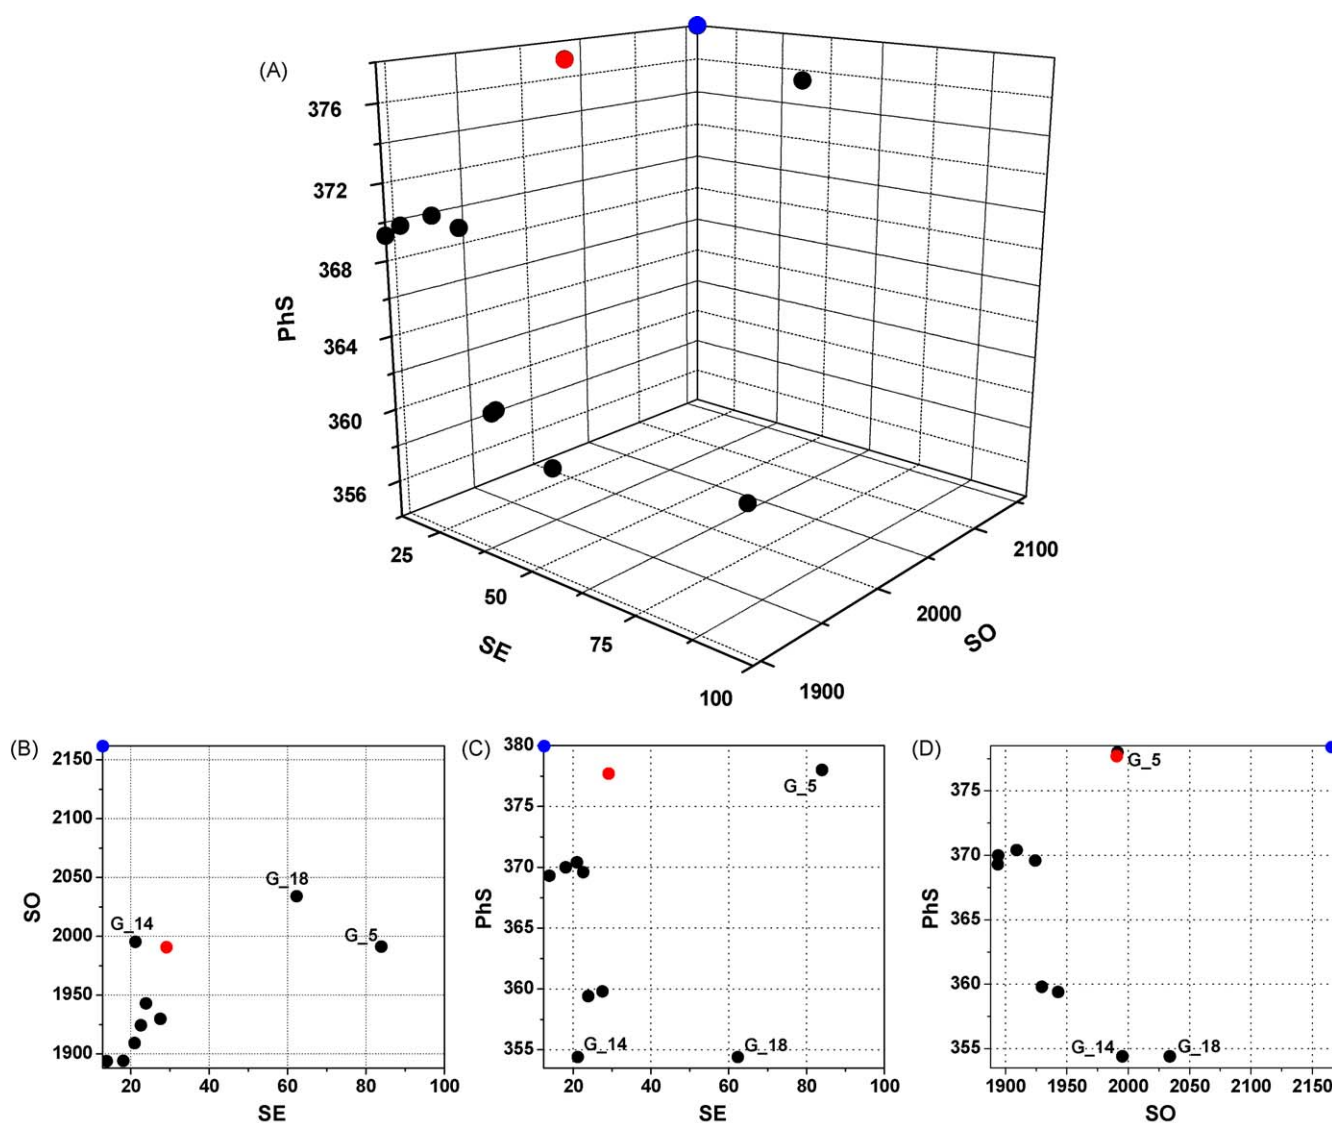 (A)
376
372
368
364
360
356
PhS
25
50
75
100
SE
1900
2000
2100
SO
(B)
2150
2100
2050
2000
1950
1900
SO
G_18
G_14
G_5
20 40 60 80 100
SE
(C)
380
375
370
365
360
355
PhS
G_5
G_14 G_18
20 40 60 80 100
SE
(D)
375
370
365
360
355
PhS
G_5
G_14 G_18
1900 1950 2000 2050 2100 2150
SO